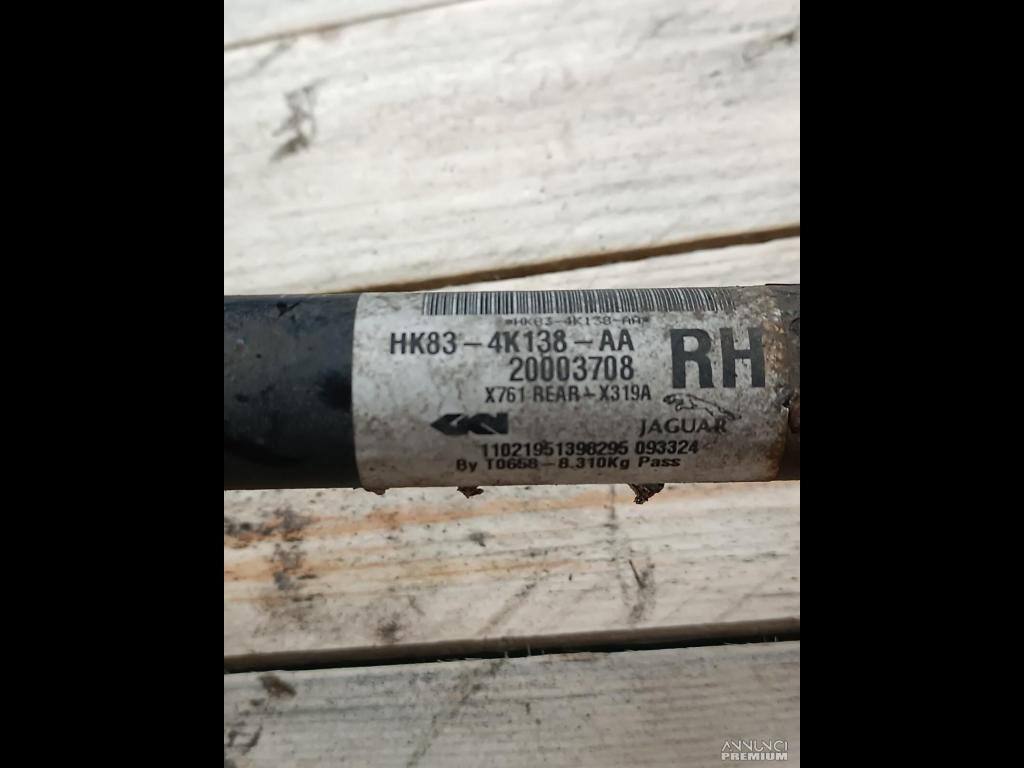 *HK83-4K138-AA*
HK83-4K138-AA
RH
20003708
X761 REAR-X319A
GKN
JAGUAR
11021951398295 093324
By T0658-8.310Kg Pass
ANNUNCI
PREMIUM